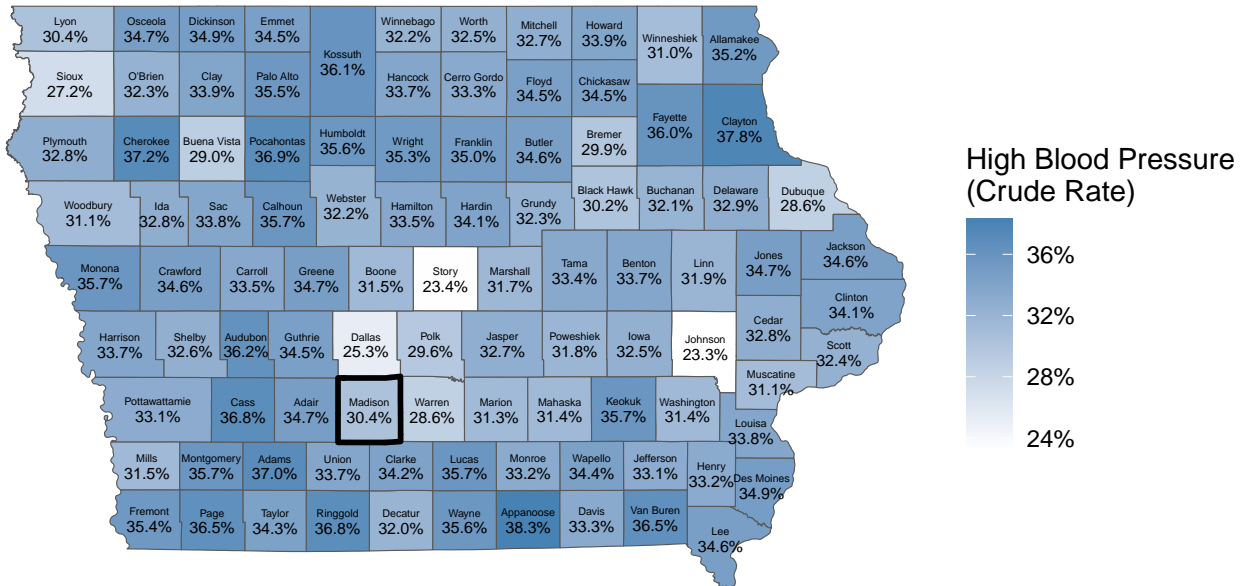 Lyon
30.4%
Osceola
34.7%
Dickinson
34.9%
Emmet
34.5%
Kossuth
36.1%
Winnebago
32.2%
Worth
32.5%
Mitchell
32.7%
Howard
33.9%
Winneshiek
31.0%
Allamakee
35.2%
Sioux
27.2%
O'Brien
32.3%
Clay
33.9%
Palo Alto
35.5%
Hancock
33.7%
Cerro Gordo
33.3%
Floyd
34.5%
Chickasaw
34.5%
Fayette
36.0%
Clayton
37.8%
Plymouth
32.8%
Cherokee
37.2%
Buena Vista
29.0%
Pocahontas
36.9%
Humboldt
35.6%
Wright
35.3%
Franklin
35.0%
Butler
34.6%
Bremer
29.9%
Woodbury
31.1%
Ida
32.8%
Sac
33.8%
Calhoun
35.7%
Webster
32.2%
Hamilton
33.5%
Hardin
34.1%
Grundy
32.3%
Black Hawk
30.2%
Buchanan
32.1%
Delaware
32.9%
Dubuque
28.6%
Monona
35.7%
Crawford
34.6%
Carroll
33.5%
Greene
34.7%
Boone
31.5%
Story
23.4%
Marshall
31.7%
Tama
33.4%
Benton
33.7%
Linn
31.9%
Jones
34.7%
Jackson
34.6%
Clinton
34.1%
Harrison
33.7%
Shelby
32.6%
Audubon
36.2%
Guthrie
34.5%
Dallas
25.3%
Polk
29.6%
Jasper
32.7%
Poweshiek
31.8%
Iowa
32.5%
Johnson
23.3%
Cedar
32.8%
Scott
32.4%
Muscatine
31.1%
Pottawattamie
33.1%
Cass
36.8%
Adair
34.7%
Madison
30.4%
Warren
28.6%
Marion
31.3%
Mahaska
31.4%
Keokuk
35.7%
Washington
31.4%
Louisa
33.8%
Mills
31.5%
Montgomery
35.7%
Adams
37.0%
Union
33.7%
Clarke
34.2%
Lucas
35.7%
Monroe
33.2%
Wapello
34.4%
Jefferson
33.1%
Henry
33.2%
Des Moines
34.9%
Fremont
35.4%
Page
36.5%
Taylor
34.3%
Ringgold
36.8%
Decatur
32.0%
Wayne
35.6%
Appanoose
38.3%
Davis
33.3%
Van Buren
36.5%
Lee
34.6%
High Blood Pressure
(Crude Rate)
36%
32%
28%
24%